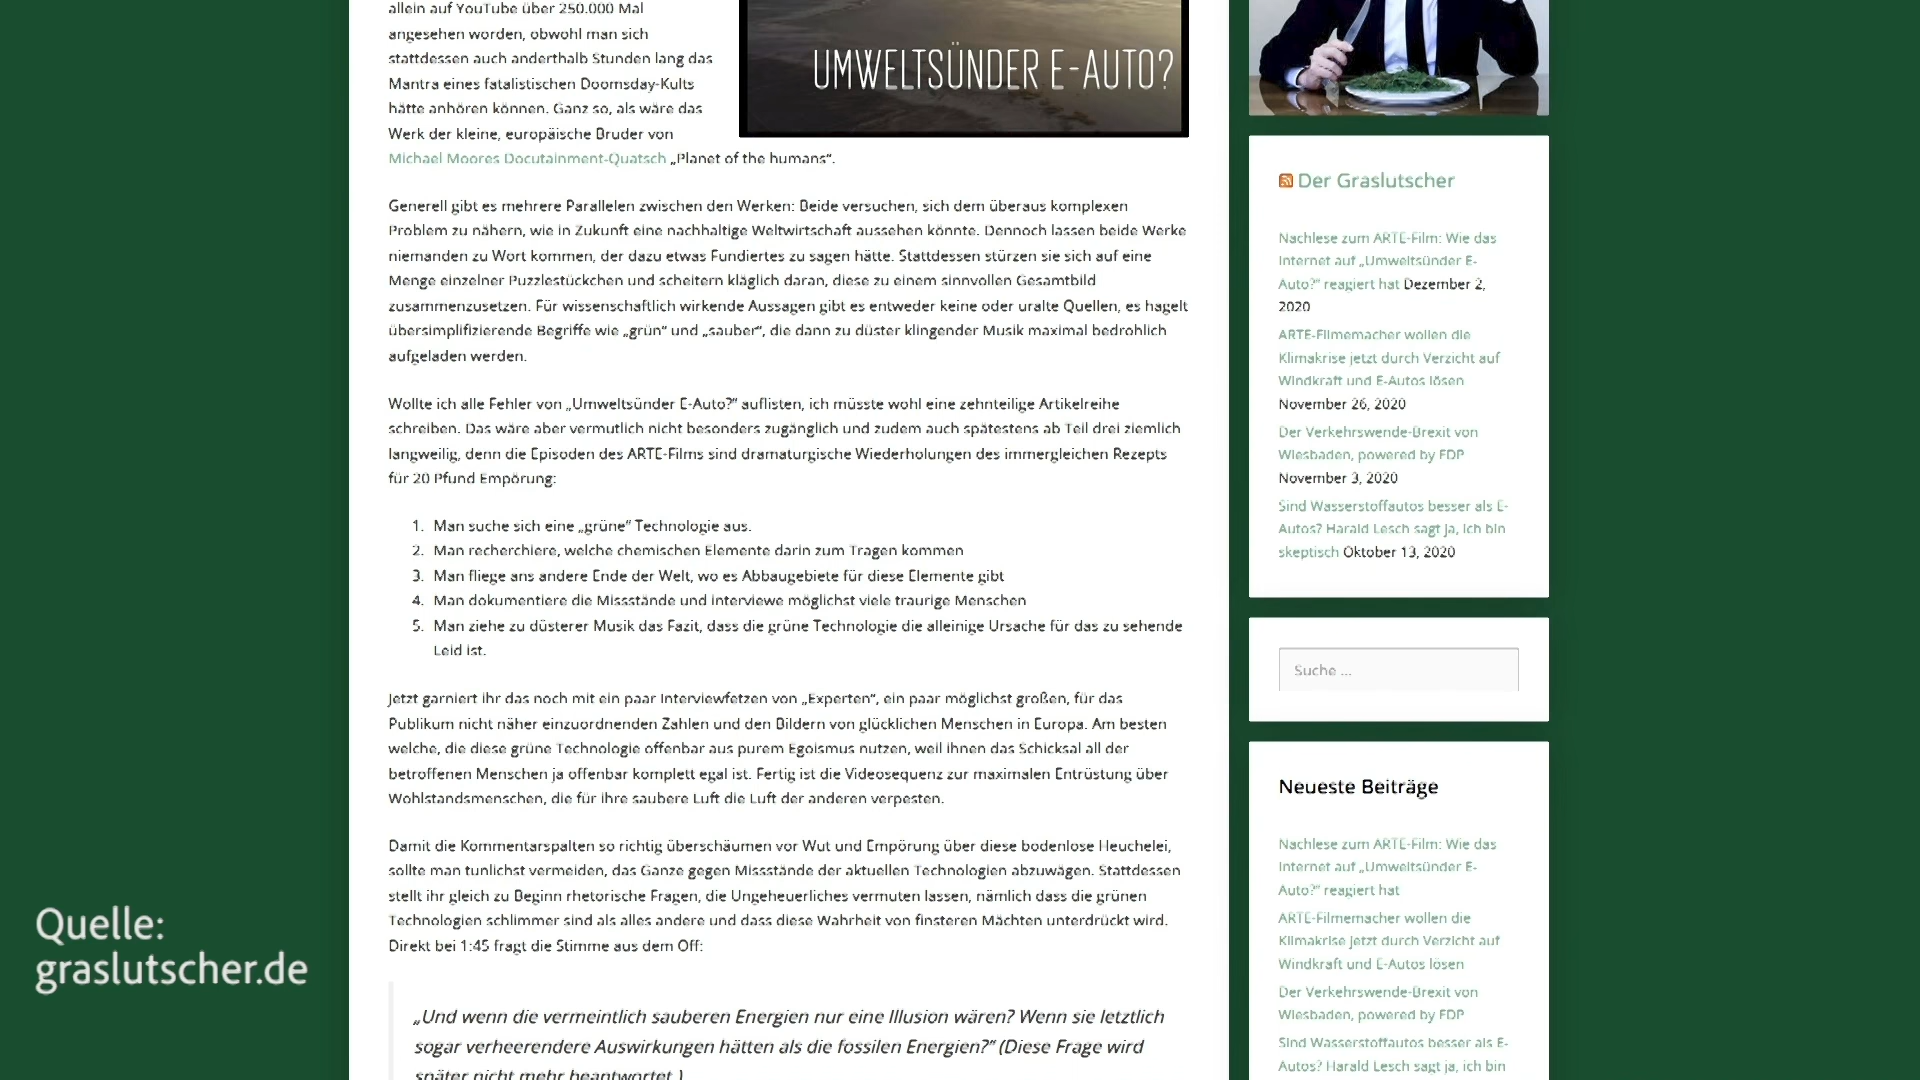 allein auf YouTube über 250.000 Mal
angesehen worden, obwohl man sich
stattdessen auch anderthalb Stunden lang das
Mantra eines fatalistischen Doomsday-Kults
hätte anhören können. Ganz so, als wäre das
Werk der kleine, europäische Bruder von
Michael Moores Docutainment-Quatsch „Planet of the humans“.
UMWELTSÜNDER E-AUTO?
Generell gibt es mehrere Parallelen zwischen den Werken: Beide versuchen, sich dem überaus komplexen
Problem zu nähern, wie in Zukunft eine nachhaltige Weltwirtschaft aussehen könnte. Dennoch lassen beide Werke
niemanden zu Wort kommen, der dazu etwas Fundiertes zu sagen hätte. Stattdessen stürzen sie sich auf eine
Menge einzelner Puzzlestückchen und scheitern kläglich daran, diese zu einem sinnvollen Gesamtbild
zusammenzusetzen. Für wissenschaftlich wirkende Aussagen gibt es entweder keine oder uralte Quellen, es hagelt
übersimplifizierende Begriffe wie „grün“ und „sauber“, die dann zu düster klingender Musik maximal bedrohlich
aufgeladen werden.
Wollte ich alle Fehler von „Umweltsünder E-Auto?“ auflisten, ich müsste wohl eine zehnteilige Artikelreihe
schreiben. Das wäre aber vermutlich nicht besonders zugänglich und zudem auch spätestens ab Teil drei ziemlich
langweilig, denn die Episoden des ARTE-Films sind dramaturgische Wiederholungen des immergleichen Rezepts
für 20 Pfund Empörung:
1. Man suche sich eine „grüne“ Technologie aus.
2. Man recherchiere, welche chemischen Elemente darin zum Tragen kommen
3. Man fliege ans andere Ende der Welt, wo es Abbaugebiete für diese Elemente gibt
4. Man dokumentiere die Missstände und interviewe möglichst viele traurige Menschen
5. Man ziehe zu düsterer Musik das Fazit, dass die grüne Technologie die alleinige Ursache für das zu sehende
Leid ist.
Jetzt garniert ihr das noch mit ein paar Interviewfetzen von „Experten“, ein paar möglichst großen, für das
Publikum nicht näher einzuordnenden Zahlen und den Bildern von glücklichen Menschen in Europa. Am besten
welche, die diese grüne Technologie offenbar aus purem Egoismus nutzen, weil ihnen das Schicksal all der
betroffenen Menschen ja offenbar komplett egal ist. Fertig ist die Videosequenz zur maximalen Entrüstung über
Wohlstandsmenschen, die für ihre saubere Luft die Luft der anderen verpesten.
Damit die Kommentarspalten so richtig überschäumen vor Wut und Empörung über diese bodenlose Heuchelei,
sollte man tunlichst vermeiden, das Ganze gegen Missstände der aktuellen Technologien abzuwägen. Stattdessen
stellt ihr gleich zu Beginn rhetorische Fragen, die Ungeheuerliches vermuten lassen, nämlich dass die grünen
Technologien schlimmer sind als alles andere und dass diese Wahrheit von finsteren Mächten unterdrückt wird.
Direkt bei 1:45 fragt die Stimme aus dem Off:
„Und wenn die vermeintlich sauberen Energien nur eine Illusion wären? Wenn sie letztlich
sogar verheerendere Auswirkungen hätten als die fossilen Energien?“ (Diese Frage wird
später nicht mehr beantwortet.)
Der Graslutscher
Nachlese zum ARTE-Film: Wie das
Internet auf „Umweltsünder E-
Auto?“ reagiert hat Dezember 2,
2020
ARTE-Filmemacher wollen die
Klimakrise jetzt durch Verzicht auf
Windkraft und E-Autos lösen
November 26, 2020
Der Verkehrswende-Brexit von
Wiesbaden, powered by FDP
November 3, 2020
Sind Wasserstoffautos besser als E-
Autos? Harald Lesch sagt ja, ich bin
skeptisch Oktober 13, 2020
Suche ...
Neueste Beiträge
Nachlese zum ARTE-Film: Wie das
Internet auf „Umweltsünder E-
Auto?“ reagiert hat
ARTE-Filmemacher wollen die
Klimakrise jetzt durch Verzicht auf
Windkraft und E-Autos lösen
Der Verkehrswende-Brexit von
Wiesbaden, powered by FDP
Sind Wasserstoffautos besser als E-
Autos? Harald Lesch sagt ja, ich bin
Quelle:
graslutscher.de